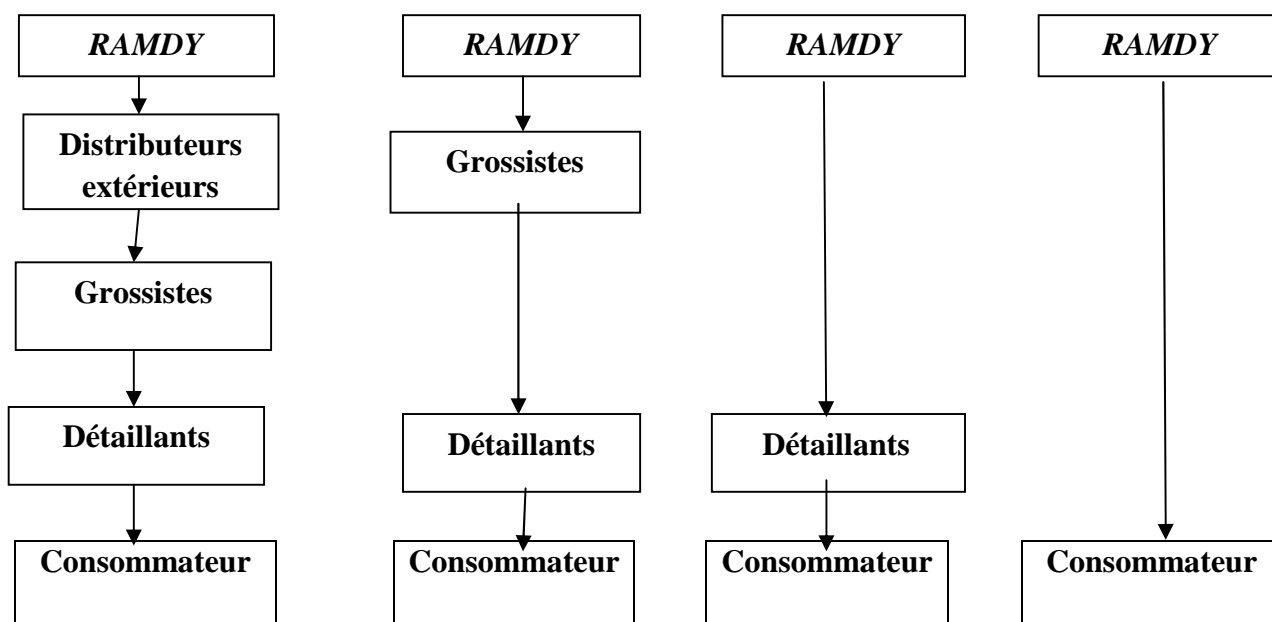 RAMDY
RAMDY
RAMDY
RAMDY
Distributeurs
extérieurs
Grossistes
Grossistes
Détaillants
Détaillants
Détaillants
Consommateur
Consommateur
Consommateur
Consommateur